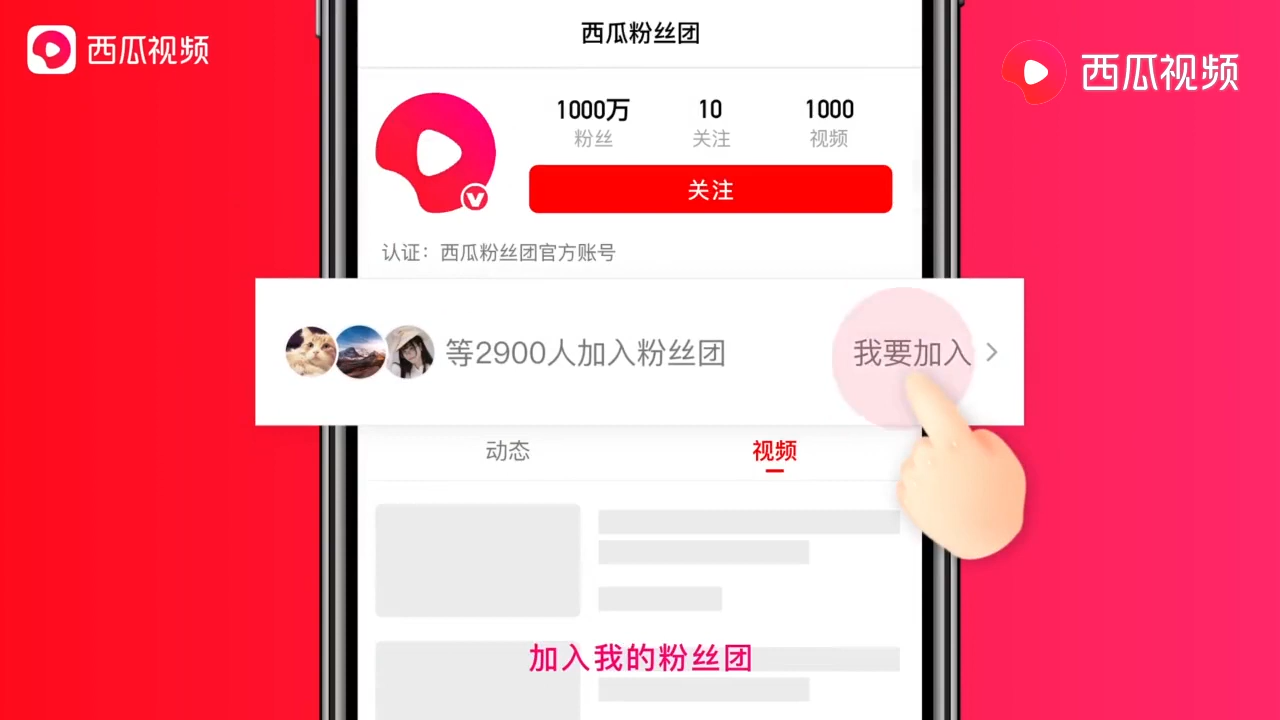 西瓜视频
西瓜视频
西瓜粉丝团
1000万 10 1000
粉丝 关注 视频
关注
认证：西瓜粉丝团官方账号
等2900人加入粉丝团 我要加入
动态 视频
加入我的粉丝团